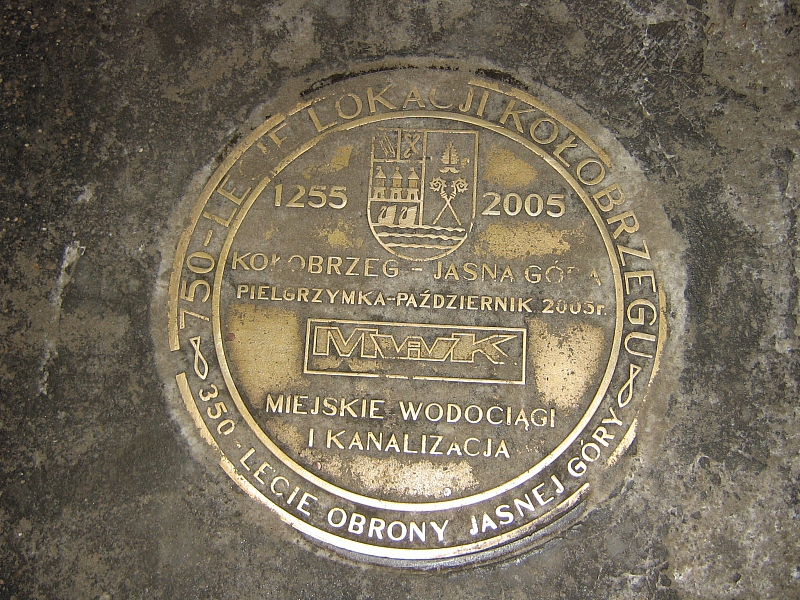 750-LECIE LOKACJI KOŁOBRZEGU
1255 2005
KOŁOBRZEG - JASNA GÓRA
PIELGRZYMKA-PAŹDZIERNIK 2005r.
MWiK
MIEJSKIE WODOCIĄGI
I KANALIZACJA
350-LECIE OBRONY JASNEJ GÓRY